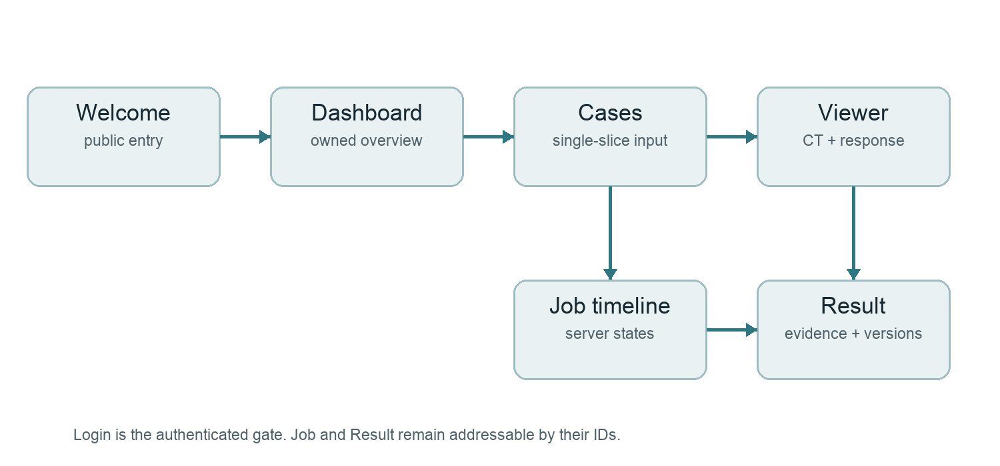 Welcome
public entry
Dashboard
owned overview
Cases
single-slice input
Viewer
CT + response
Job timeline
server states
Result
evidence + versions
Login is the authenticated gate. Job and Result remain addressable by their IDs.